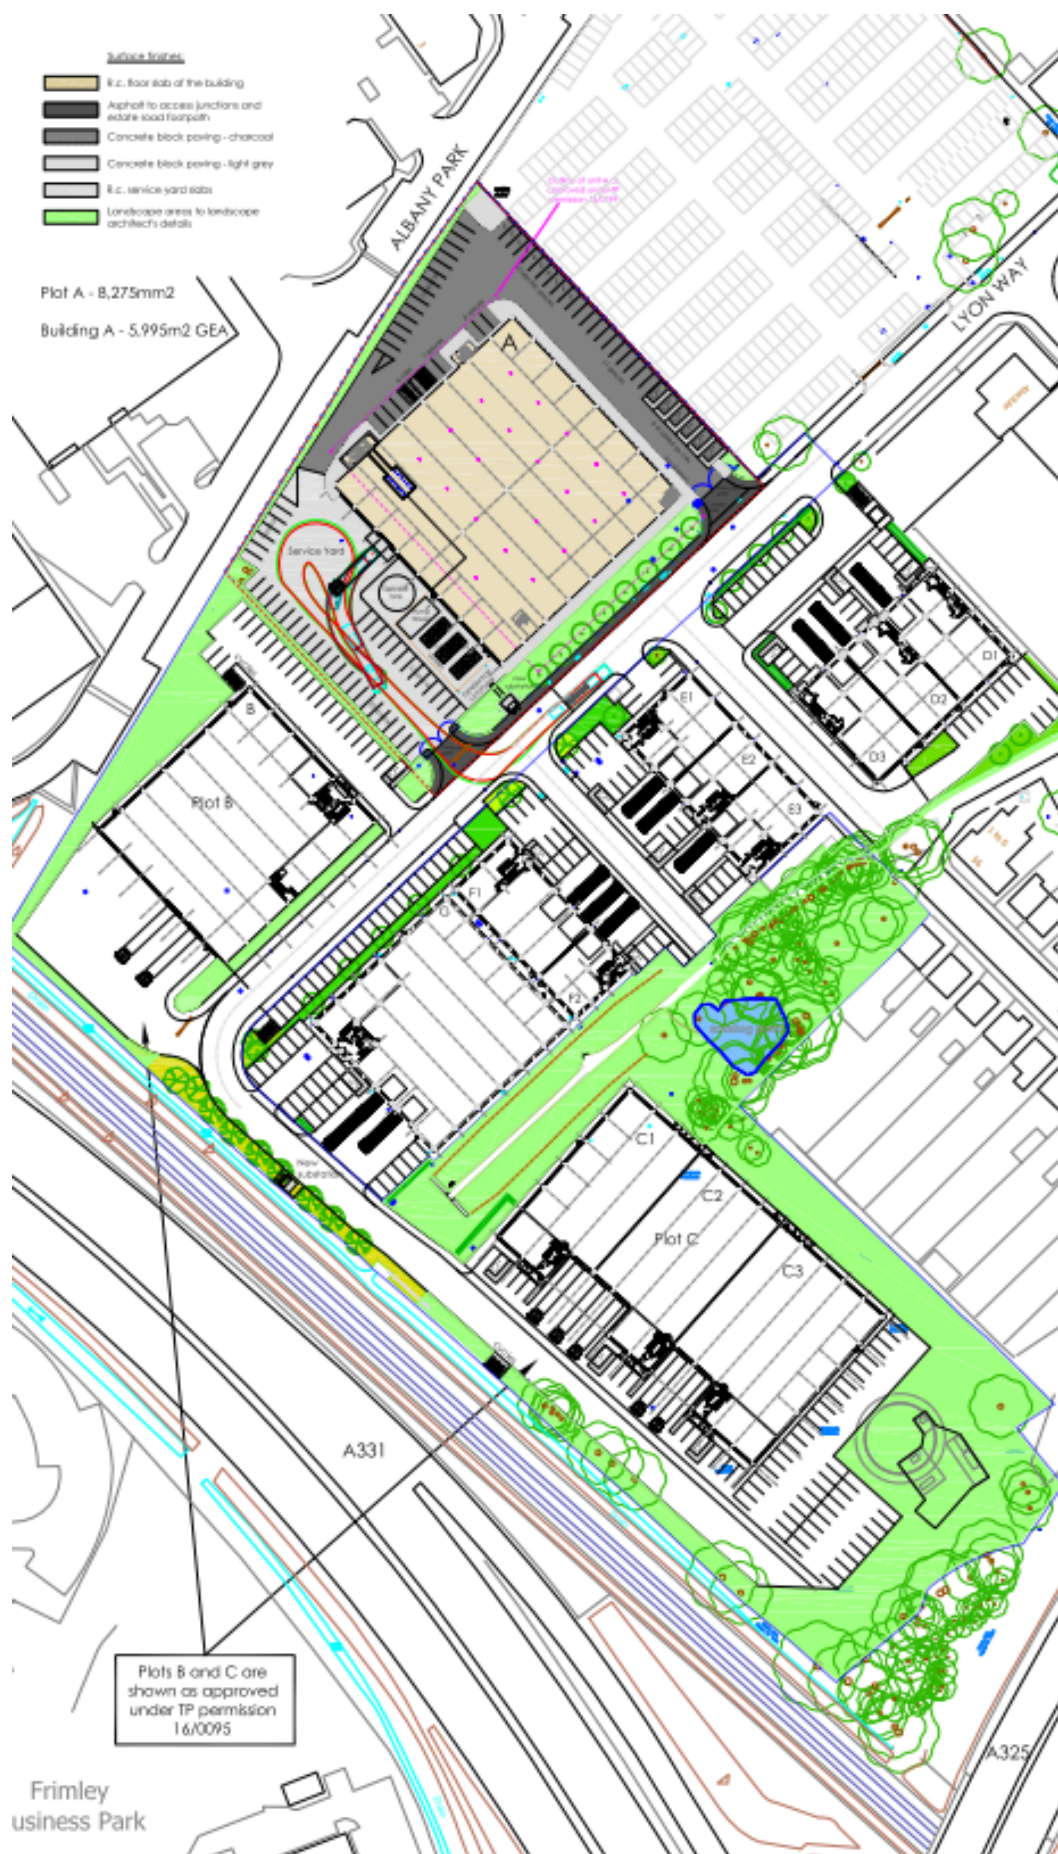 Surface finishes:
R.c. floor slab of the building
Asphalt to access junctions and
estate road footpath
Concrete block paving - charcoal
Concrete block paving - light grey
R.c. service yard slabs
Landscape areas to landscape
architect's details
Plot A - 8,275mm2
Building A - 5.995m2 GEA
ALBANY PARK
LYON WAY
A
Service Yard
B
Plot B
D1
D2
D3
E1
E2
E3
F1
G
F2
New
substation
C1
C2
Plot C
C3
A331
Plots B and C are
shown as approved
under TP permission
16/0095
A325
Frimley
usiness Park